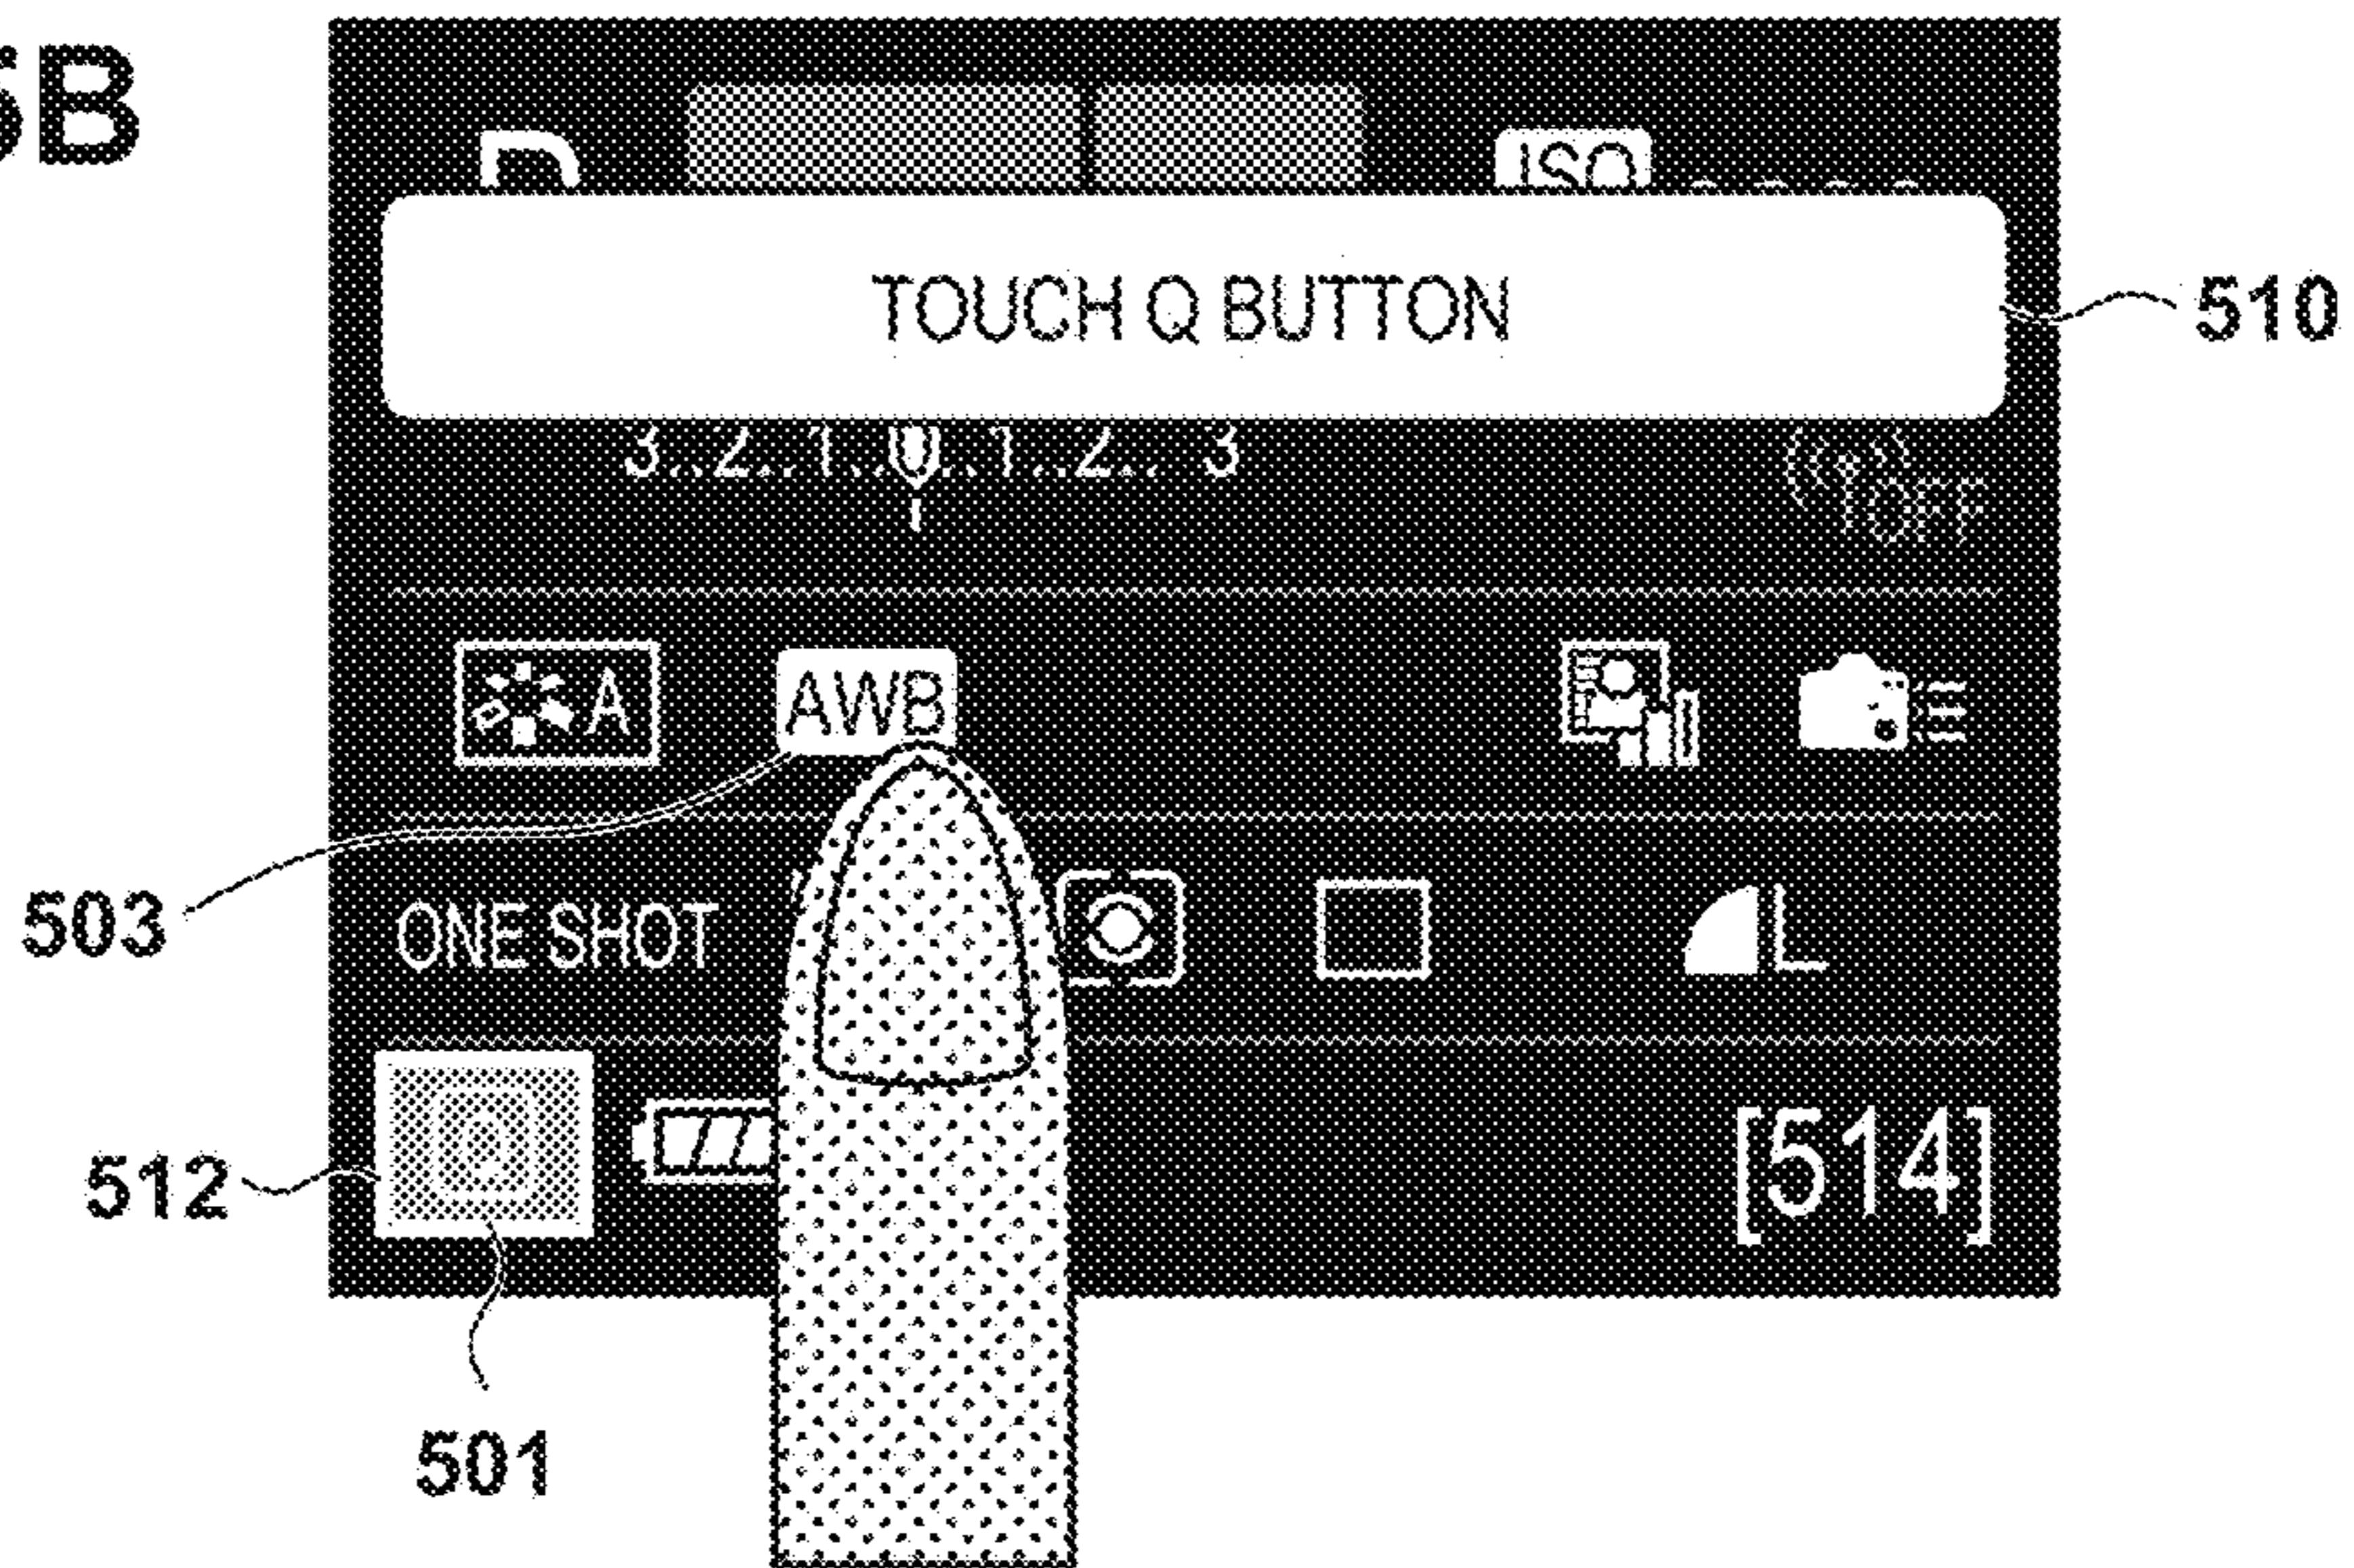 5B
ISO
TOUCH Q BUTTON
510
3..2..1..0..1..2..3
OFF
A
AWB
503
ONE SHOT
L
512
Q
[514]
501